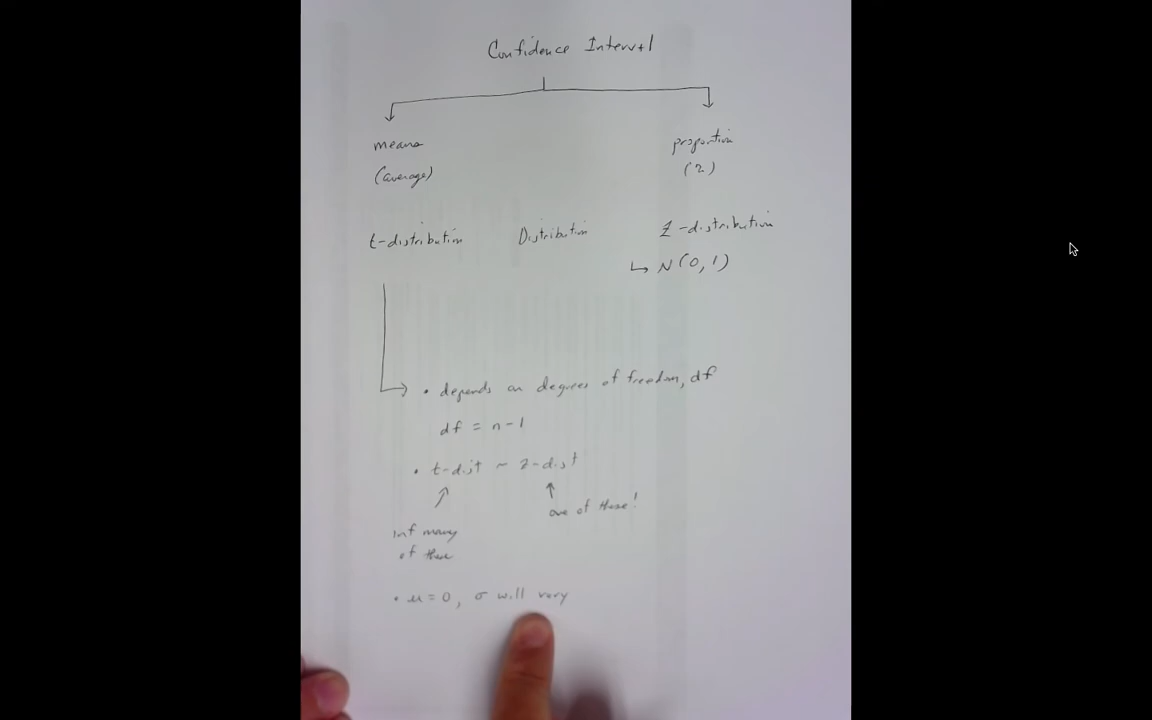 Confidence Interval
means
proportion
(average)
(%)
t-distribution Distribution Z-distribution
↳ N(0,1)
• depends on degrees of freedom, df
df = n-1
• t-dist ~ z-dist
one of these!
inf many
of these
• μ=0, σ will vary